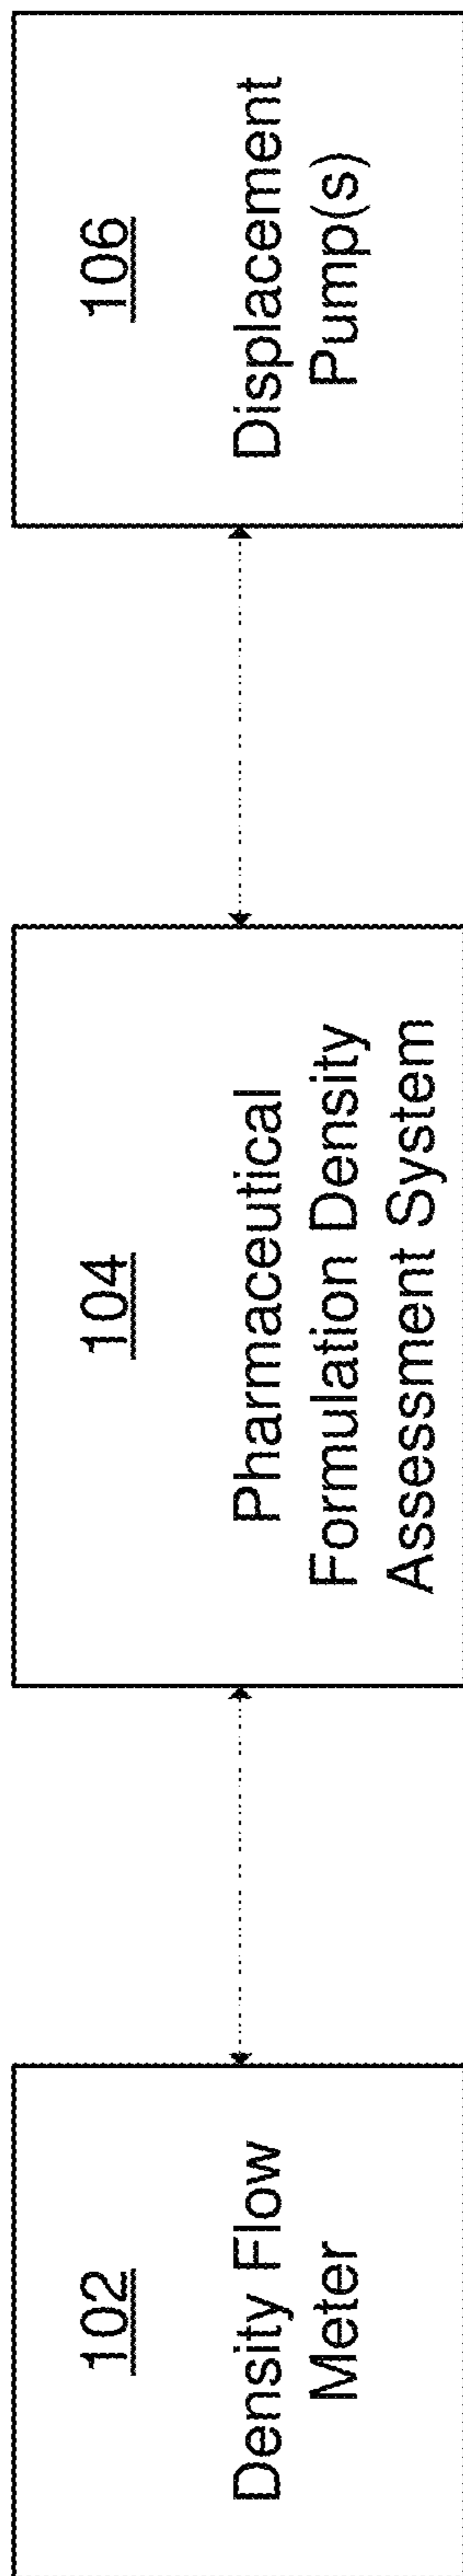 102
Density Flow
Meter
104
Pharmaceutical
Formulation Density
Assessment System
106
Displacement
Pump(s)